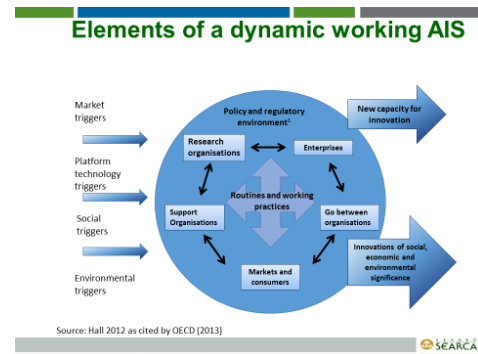 Elements of a dynamic working AIS
Market
triggers
Platform
technology
triggers
Social
triggers
Environmental
triggers
Policy and regulatory
environment¹
Research
organisations
Enterprises
Routines and working
practices
Support
Organisations
Go between
organisations
Markets and
consumers
New capacity for
innovation
Innovations of social,
economic and
environmental
significance
Source: Hall 2012 as cited by OECD (2013)
SEARCA